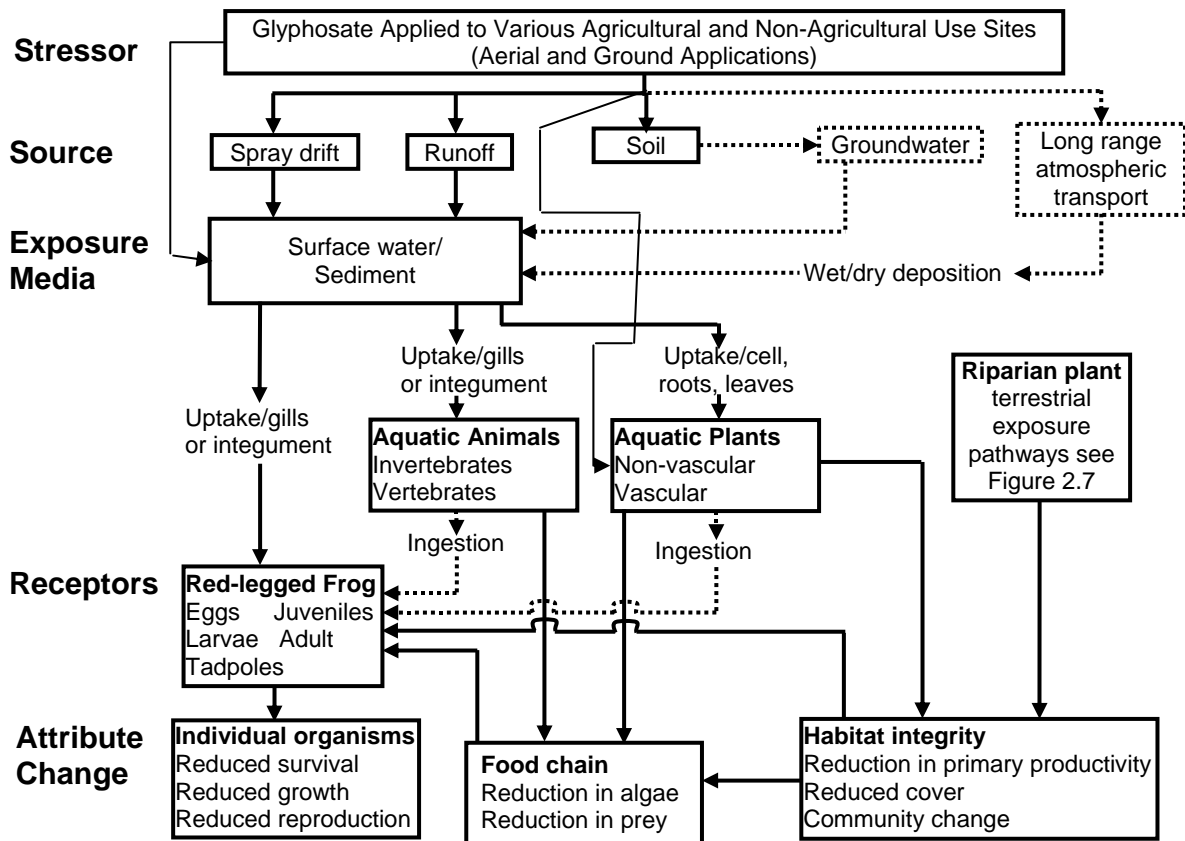 Stressor
Glyphosate Applied to Various Agricultural and Non-Agricultural Use Sites
(Aerial and Ground Applications)
Source
Spray drift
Runoff
Soil
Groundwater
Long range
atmospheric
transport
Exposure
Media
Surface water/
Sediment
Wet/dry deposition
Uptake/gills
or integument
Uptake/gills
or integument
Uptake/cell,
roots, leaves
Riparian plant
terrestrial
exposure
pathways see
Figure 2.7
Aquatic Animals
Invertebrates
Vertebrates
Aquatic Plants
Non-vascular
Vascular
Ingestion
Ingestion
Receptors
Red-legged Frog
Eggs Juveniles
Larvae Adult
Tadpoles
Attribute
Change
Individual organisms
Reduced survival
Reduced growth
Reduced reproduction
Food chain
Reduction in algae
Reduction in prey
Habitat integrity
Reduction in primary productivity
Reduced cover
Community change